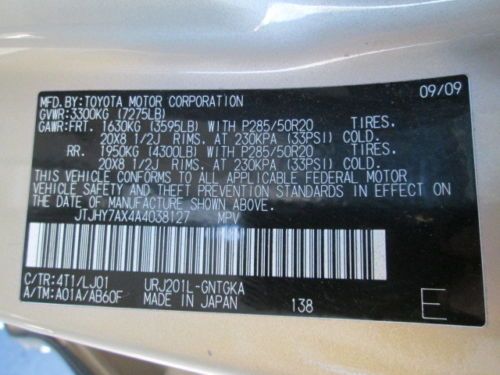 MFD.BY:TOYOTA MOTOR CORPORATION 09/09
GVWR:3300KG (7275LB)
GAWR:FRT. 1630KG (3595LB) WITH P285/50R20 TIRES.
20X8 1/2J RIMS. AT 230KPA (33PSI) COLD
RR. 1950KG (4300LB) WITH P285/50R20 TIRES.
20X8 1/2J RIMS. AT 230KPA (33PSI) COLD
THIS VEHICLE CONFORMS TO ALL APPLICABLE FEDERAL MOTOR
VEHICLE SAFETY AND THEFT PREVENTION STANDARDS IN EFFECT ON
THE DATE OF MANUFACTURE SHOWN ABOVE.
JTJHY7AX4A4038127 MPV
C/TR:4T1/LJ01 URJ201L-GNTGKA
A/TM:A01A/AB60F MADE IN JAPAN 138 E